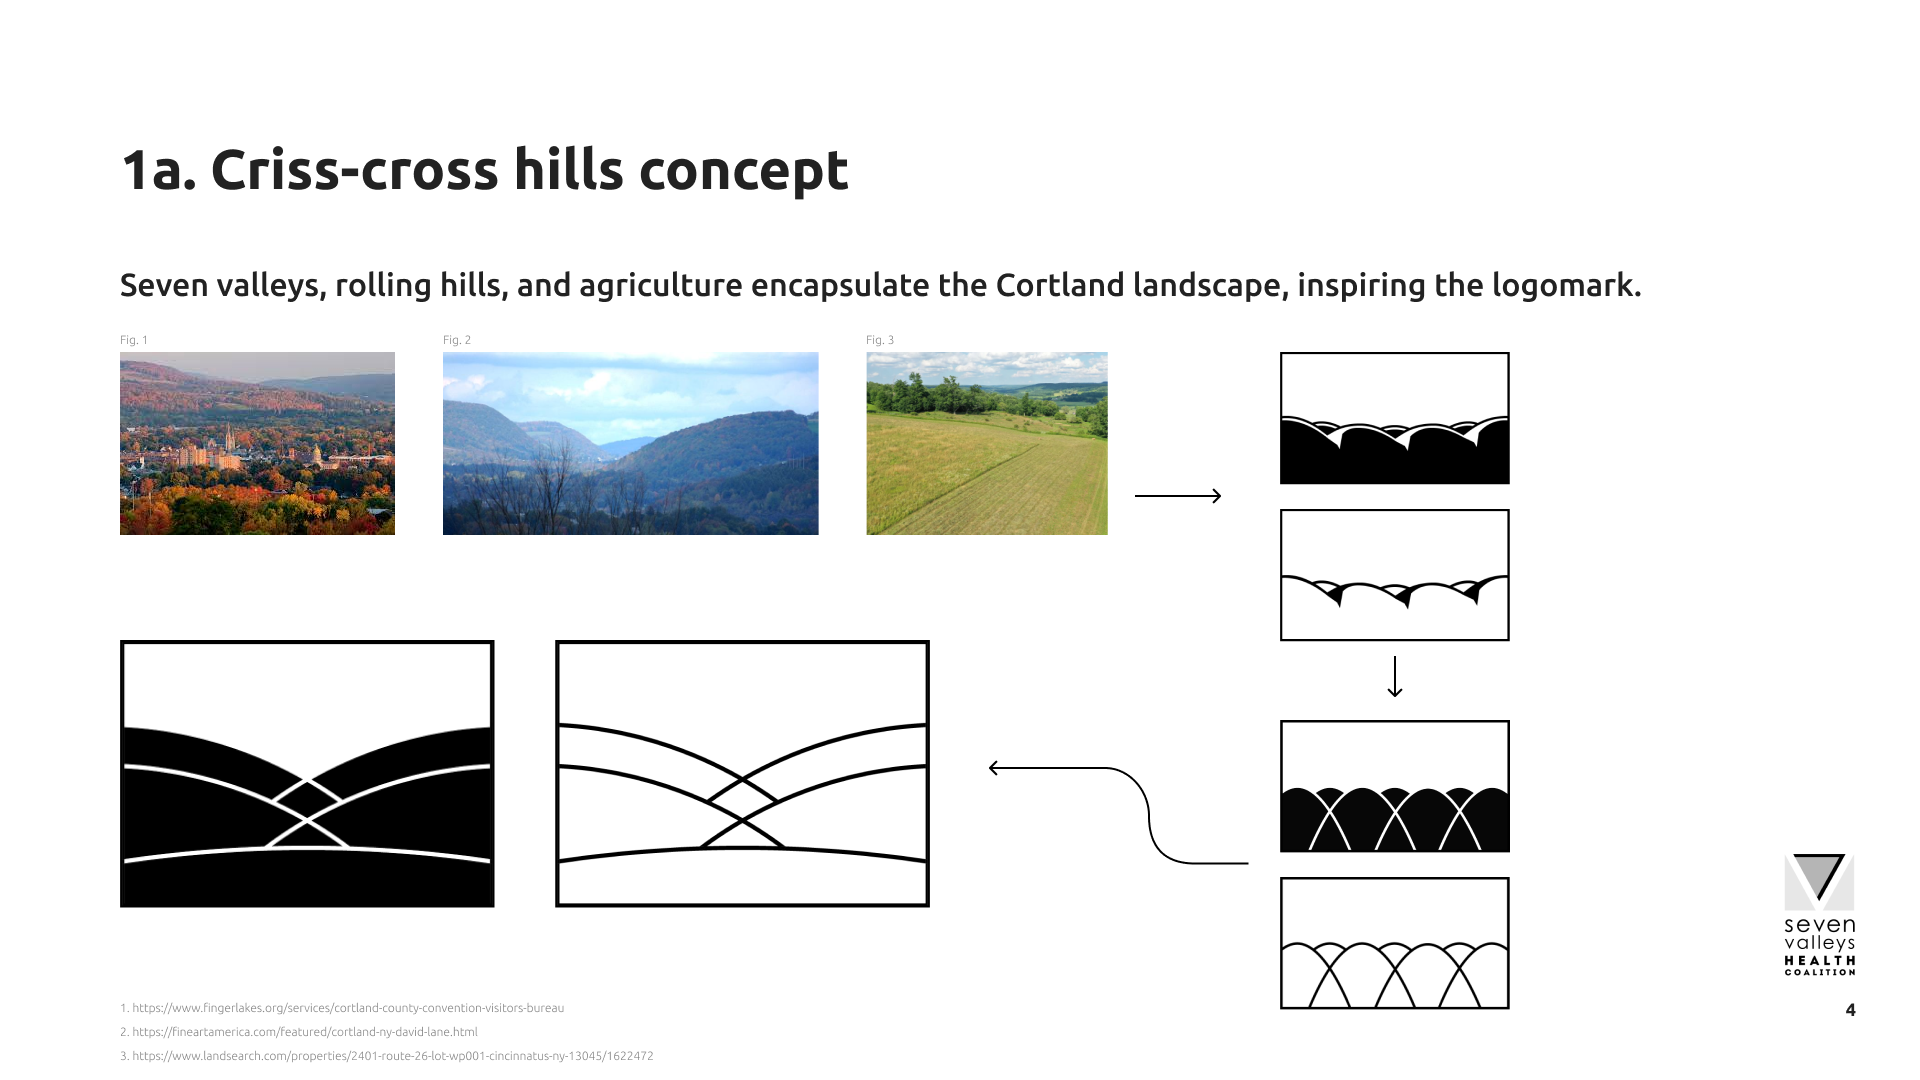 1a. Criss-cross hills concept
Seven valleys, rolling hills, and agriculture encapsulate the Cortland landscape, inspiring the logomark.
Fig. 1
Fig. 2
Fig. 3
seven
valleys
HEALTH
COALITION
1. https://www.fingerlakes.org/services/cortland-county-convention-visitors-bureau
2. https://fineartamerica.com/featured/cortland-ny-david-lane.html
3. https://www.landsearch.com/properties/2401-route-26-lot-wp001-cincinnatus-ny-13045/1622472
4